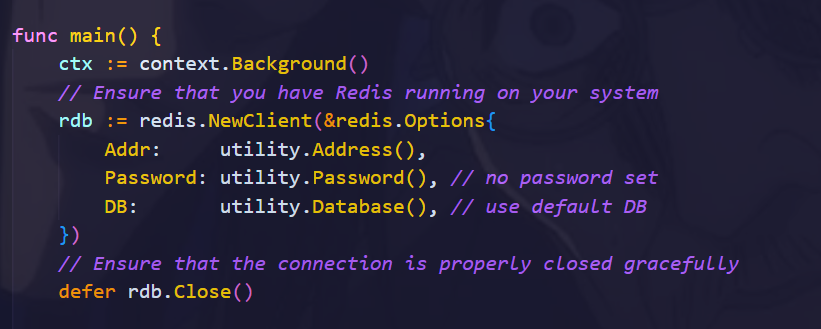 func main() {
    ctx := context.Background()
    // Ensure that you have Redis running on your system
    rdb := redis.NewClient(&redis.Options{
        Addr:     utility.Address(),
        Password: utility.Password(), // no password set
        DB:       utility.Database(), // use default DB
    })
    // Ensure that the connection is properly closed gracefully
    defer rdb.Close()